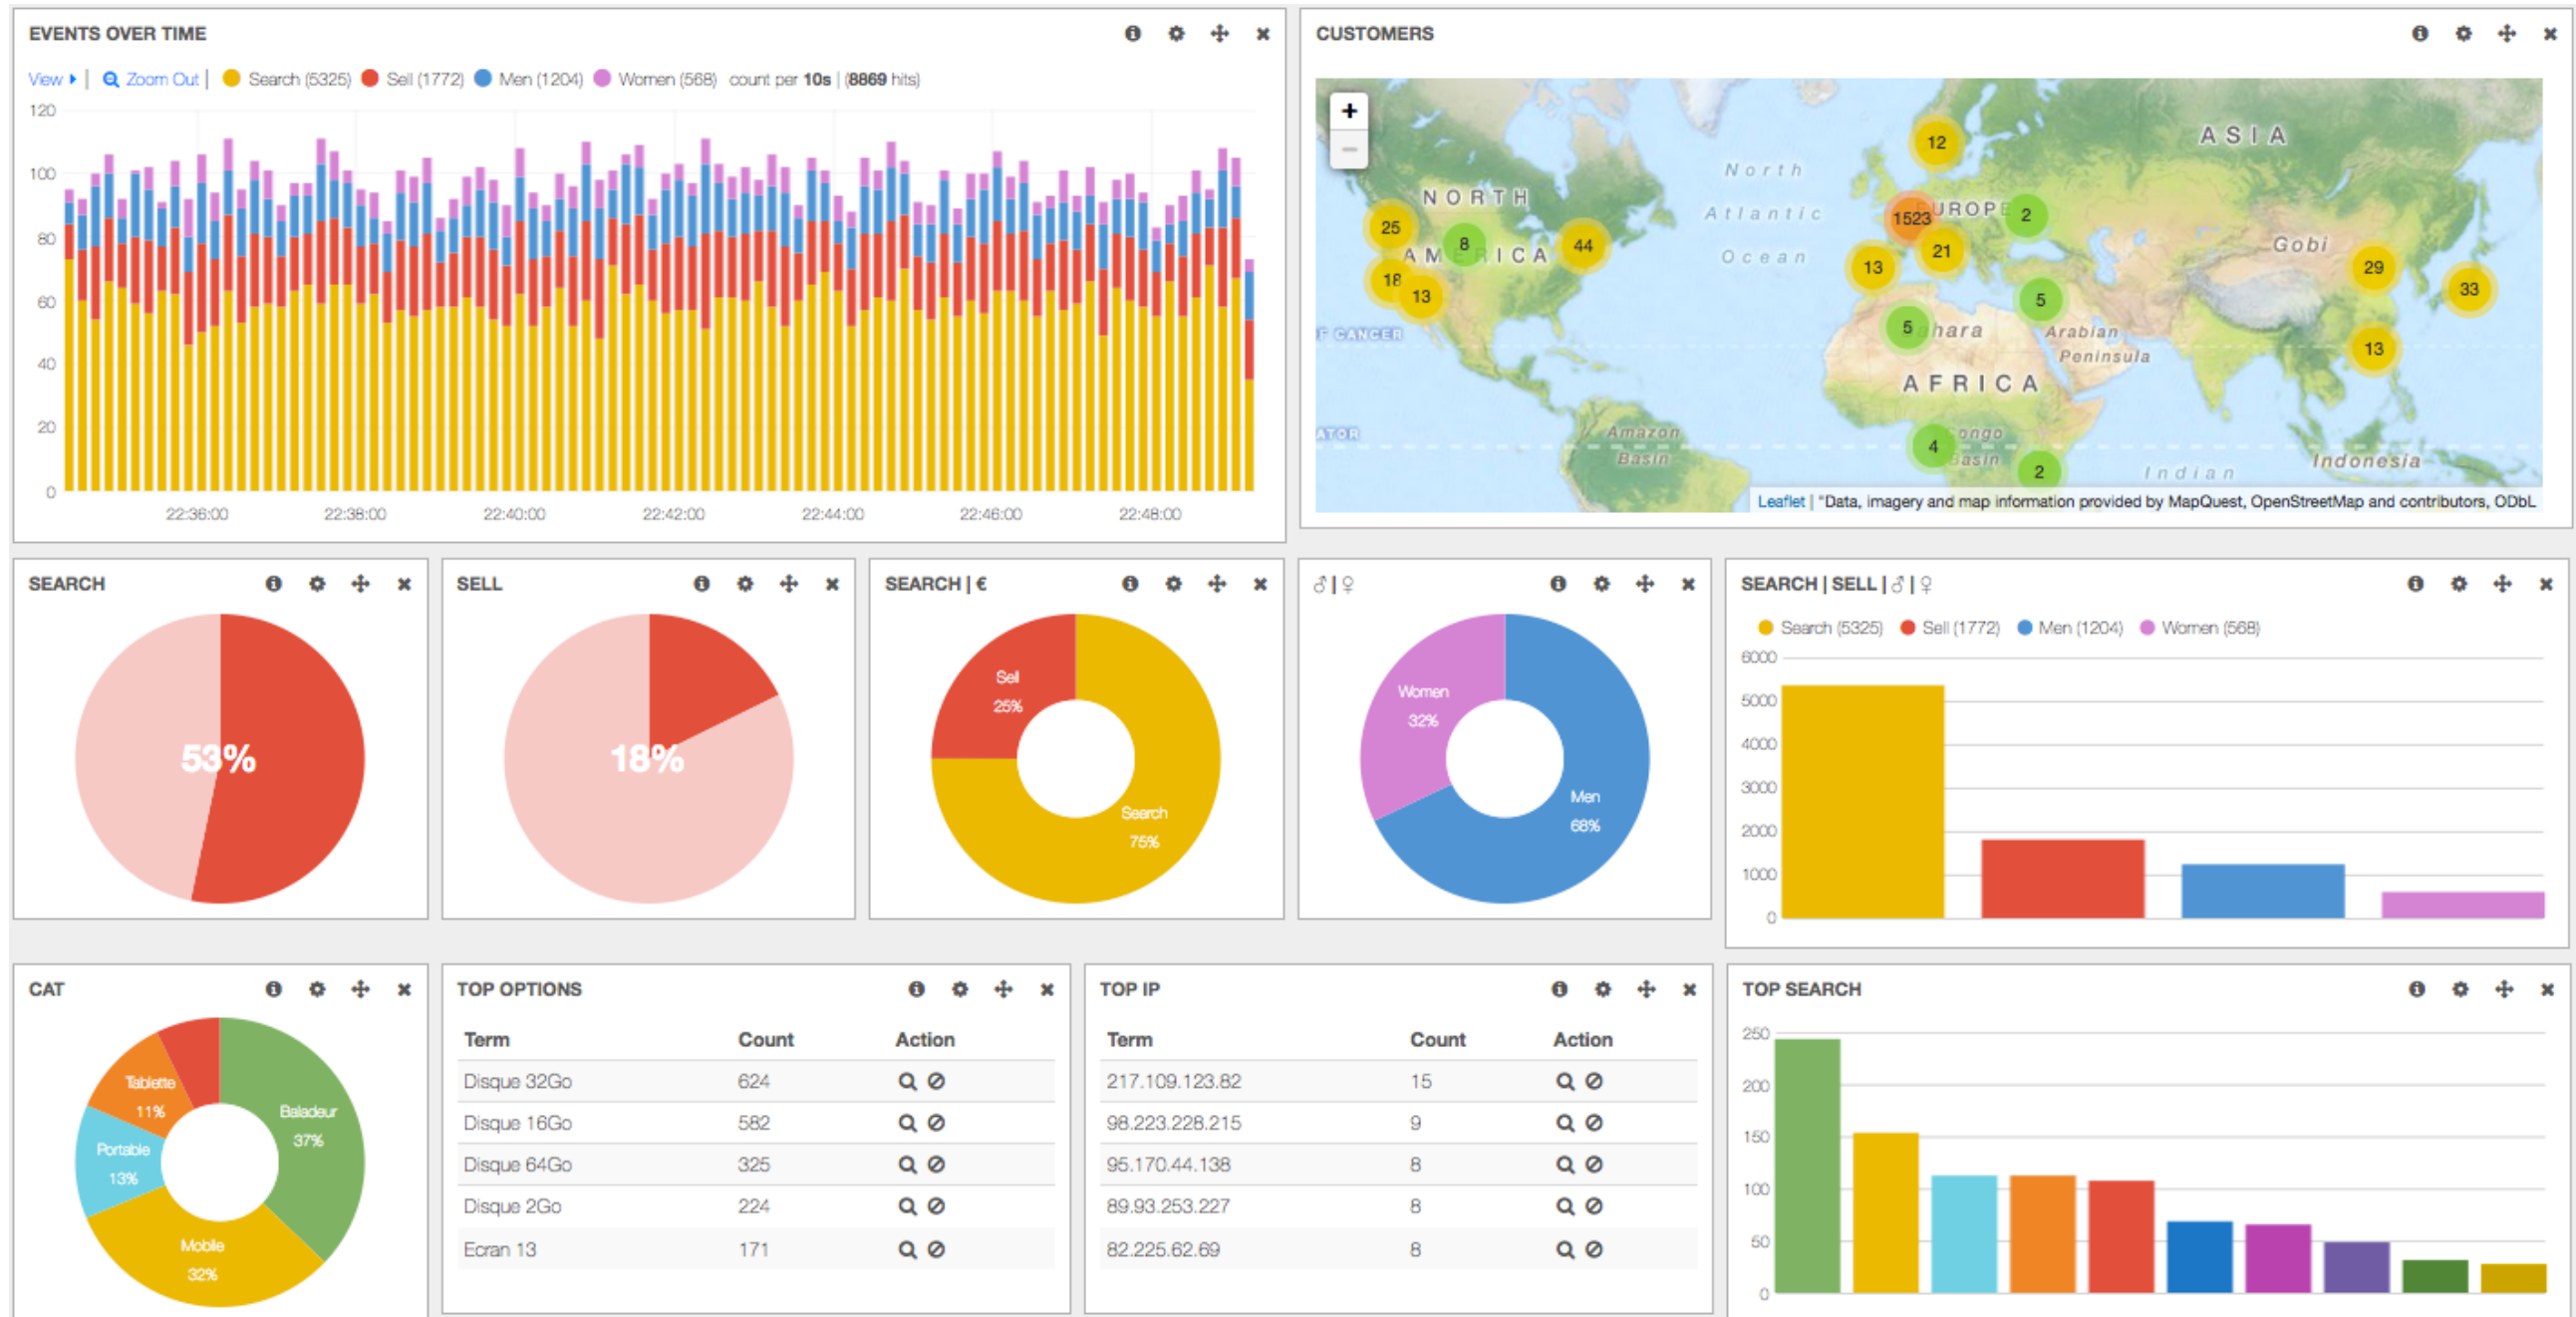 EVENTS OVER TIME
View | Zoom Out | Search (5325) Sell (1772) Men (1204) Women (568) count per 10s | (8869 hits)
120
100
80
60
40
20
0
22:36:00 22:38:00 22:40:00 22:42:00 22:44:00 22:46:00 22:48:00
CUSTOMERS
+
−
12
ASIA
North
NORTH
Atlantic
1523
EUROPE
2
25
8
44
21
Gobi
AMERICA
Ocean
13
29
18
13
5
33
5
hara
Arabian
F CANCER
13
Peninsula
AFRICA
Amazon
ATOR
4
ongo
Basin
Basin
2
Indian
Indonesia
Leaflet | "Data, imagery and map information provided by MapQuest, OpenStreetMap and contributors, ODbL
SEARCH
53%
SELL
18%
SEARCH | €
Sell
25%
Search
75%
♂ | ♀
Women
32%
Men
68%
SEARCH | SELL | ♂ | ♀
Search (5325) Sell (1772) Men (1204) Women (568)
6000
5000
4000
3000
2000
1000
0
CAT
Tablette
11%
Baladeur
37%
Portable
13%
Mobile
32%
TOP OPTIONS
Term Count Action
Disque 32Go 624
Disque 16Go 582
Disque 64Go 325
Disque 2Go 224
Ecran 13 171
TOP IP
Term Count Action
217.109.123.82 15
98.223.228.215 9
95.170.44.138 8
89.93.253.227 8
82.225.62.69 8
TOP SEARCH
250
200
150
100
50
0